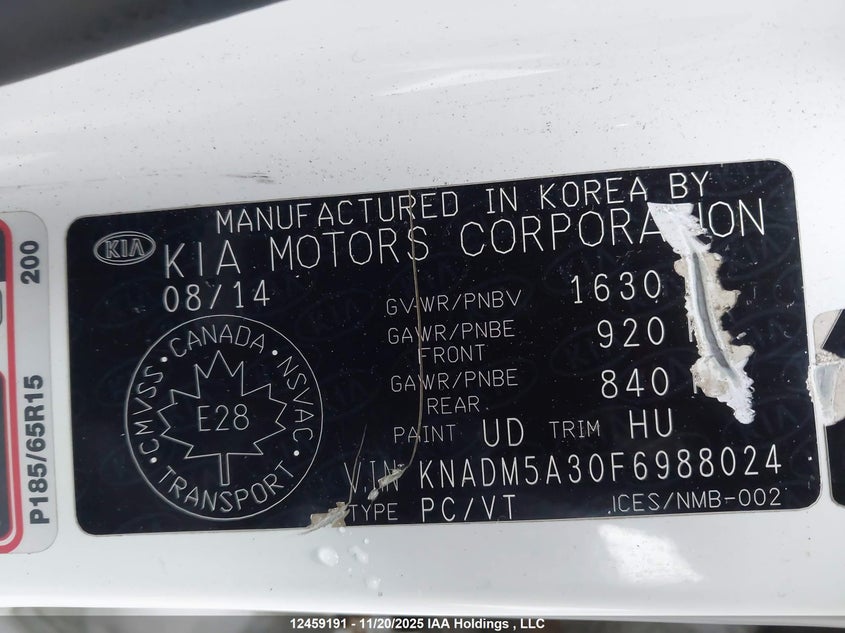 MANUFACTURED IN KOREA BY
KIA
KIA MOTORS CORPORATION
08/14
GVWR/PNBV 1630
GAWR/PNBE FRONT 920
GAWR/PNBE REAR 840
PAINT UD TRIM HU
VIN KNADM5A30F6988024
TYPE PC/VT ICES/NMB-002
CANADA · NSVAC · TRANSPORT · CMVSS ·
E28
P185/65R15 200
12459191 - 11/20/2025 IAA Holdings , LLC